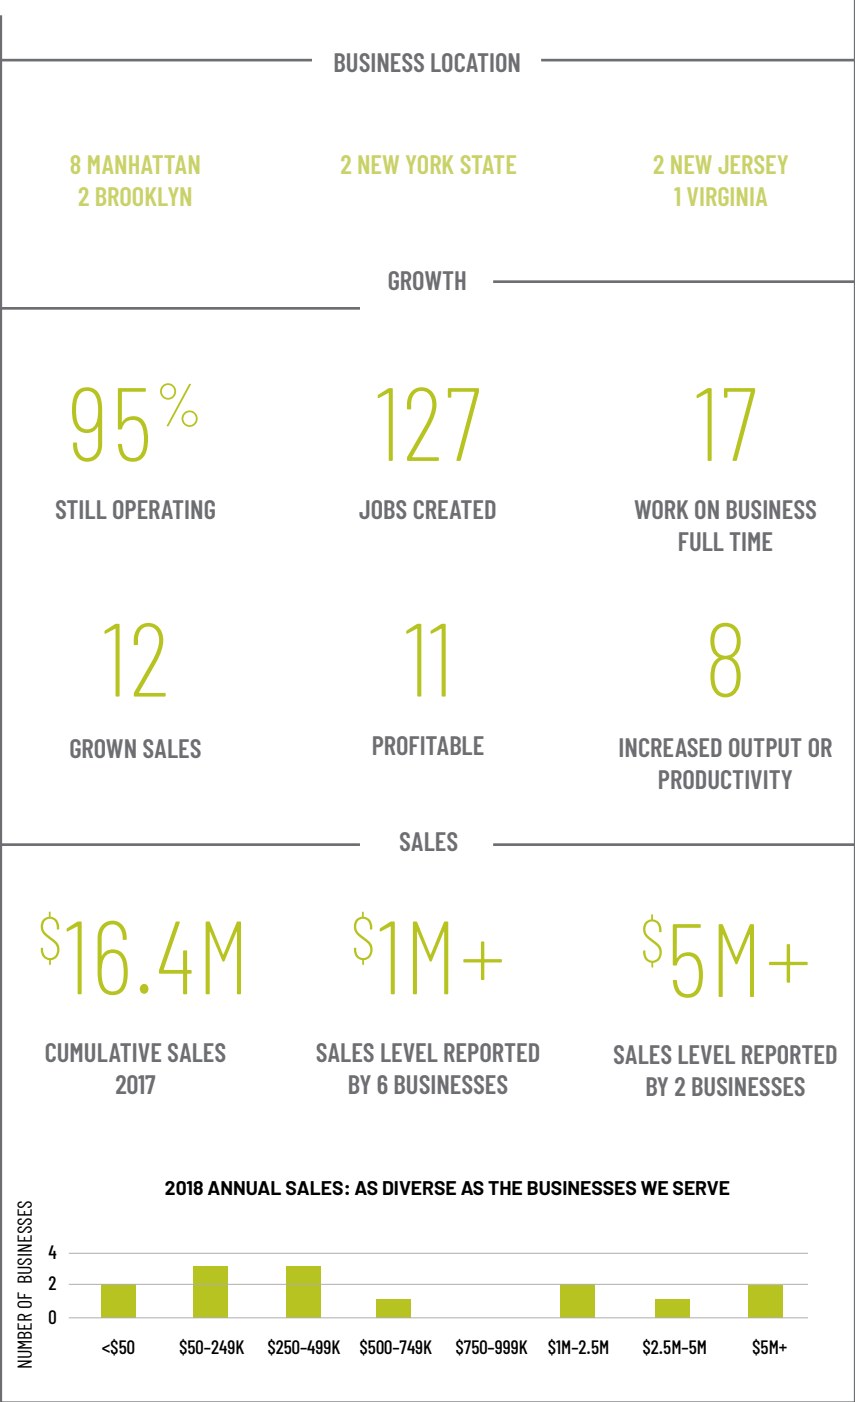 BUSINESS LOCATION
8 MANHATTAN
2 BROOKLYN
2 NEW YORK STATE
2 NEW JERSEY
1 VIRGINIA
GROWTH
95%
STILL OPERATING
127
JOBS CREATED
17
WORK ON BUSINESS
FULL TIME
12
GROWN SALES
11
PROFITABLE
8
INCREASED OUTPUT OR
PRODUCTIVITY
SALES
$16.4M
CUMULATIVE SALES
2017
$1M+
SALES LEVEL REPORTED
BY 6 BUSINESSES
$5M+
SALES LEVEL REPORTED
BY 2 BUSINESSES
2018 ANNUAL SALES: AS DIVERSE AS THE BUSINESSES WE SERVE
NUMBER OF BUSINESSES
4
2
0
<$50 $50-249K $250-499K $500-749K $750-999K $1M-2.5M $2.5M-5M $5M+